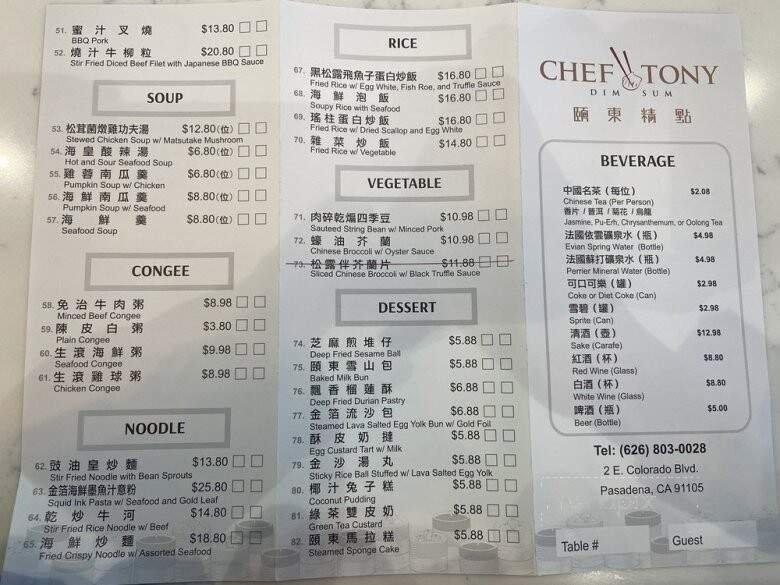 51. 蜜汁叉燒 $13.80
BBQ Pork
52. 燒汁牛柳粒 $20.80
Stir Fried Diced Beef Filet with Japanese BBQ Sauce
SOUP
53. 松茸菌燉雞功夫湯 $12.80(位)
Stewed Chicken Soup w/ Matsutake Mushroom
54. 海皇酸辣湯 $6.80(位)
Hot and Sour Seafood Soup
55. 雞蓉南瓜羹 $6.80(位)
Pumpkin Soup w/ Chicken
56. 海鮮南瓜羹 $8.80(位)
Pumpkin Soup w/ Seafood
57. 海鮮羹 $8.80(位)
Seafood Soup
CONGEE
58. 免治牛肉粥 $8.98
Minced Beef Congee
59. 陳皮白粥 $3.80
Plain Congee
60. 生滾海鮮粥 $9.98
Seafood Congee
61. 生滾雞球粥 $8.98
Chicken Congee
NOODLE
62. 豉油皇炒麵 $13.80
Stir Fried Noodle with Bean Sprouts
63. 金箔海鮮墨魚汁意粉 $25.80
Squid Ink Pasta w/ Seafood and Gold Leaf
64. 乾炒牛河 $14.80
Stir Fried Rice Noodle w/ Beef
65. 海鮮炒麵 $18.80
Fried Crispy Noodle w/ Assorted Seafood
RICE
67. 黑松露飛魚子蛋白炒飯 $16.80
Fried Rice w/ Egg White, Fish Roe, and Truffle Sauce
68. 海鮮泡飯 $16.80
Soupy Rice with Seafood
69. 瑤柱蛋白炒飯 $16.80
Fried Rice w/ Dried Scallop and Egg White
70. 雜菜炒飯 $14.80
Fried Rice w/ Vegetable
VEGETABLE
71. 肉碎乾煸四季豆 $10.98
Sauteed String Bean w/ Minced Pork
72. 蠔油芥蘭 $10.98
Chinese Broccoli w/ Oyster Sauce
73. 松露伴芥蘭片 $11.88
Sliced Chinese Broccoli w/ Black Truffle Sauce
DESSERT
74. 芝麻煎堆仔 $5.88
Deep Fried Sesame Ball
75. 頤東雪山包 $5.88
Baked Milk Bun
76. 飄香榴蓮酥 $6.88
Deep Fried Durian Pastry
77. 金箔流沙包 $6.88
Steamed Lava Salted Egg Yolk Bun w/ Gold Foil
78. 酥皮奶撻 $5.88
Egg Custard Tart w/ Milk
79. 金沙湯丸 $5.88
Sticky Rice Ball Stuffed w/ Lava Salted Egg Yolk
80. 椰汁兔子糕 $5.88
Coconut Pudding
81. 綠茶雙皮奶 $5.88
Green Tea Custard
82. 頤東馬拉糕 $5.88
Steamed Sponge Cake
CHEF TONY
DIM SUM
頤東精點
BEVERAGE
中國名茶（每位） $2.08
Chinese Tea (Per Person)
香片 / 普洱 / 菊花 / 烏龍
Jasmine, Pu-Erh, Chrysanthemum, or Oolong Tea
法國依雲礦泉水（瓶） $4.98
Evian Spring Water (Bottle)
法國蘇打礦泉水（瓶） $4.98
Perrier Mineral Water (Bottle)
可口可樂（罐） $2.98
Coke or Diet Coke (Can)
雪碧（罐） $2.98
Sprite (Can)
清酒（壺） $12.98
Sake (Carafe)
紅酒（杯） $8.80
Red Wine (Glass)
白酒（杯） $8.80
White Wine (Glass)
啤酒（瓶） $5.00
Beer (Bottle)
Tel: (626) 803-0028
2 E. Colorado Blvd.
Pasadena, CA 91105
Table # Guest